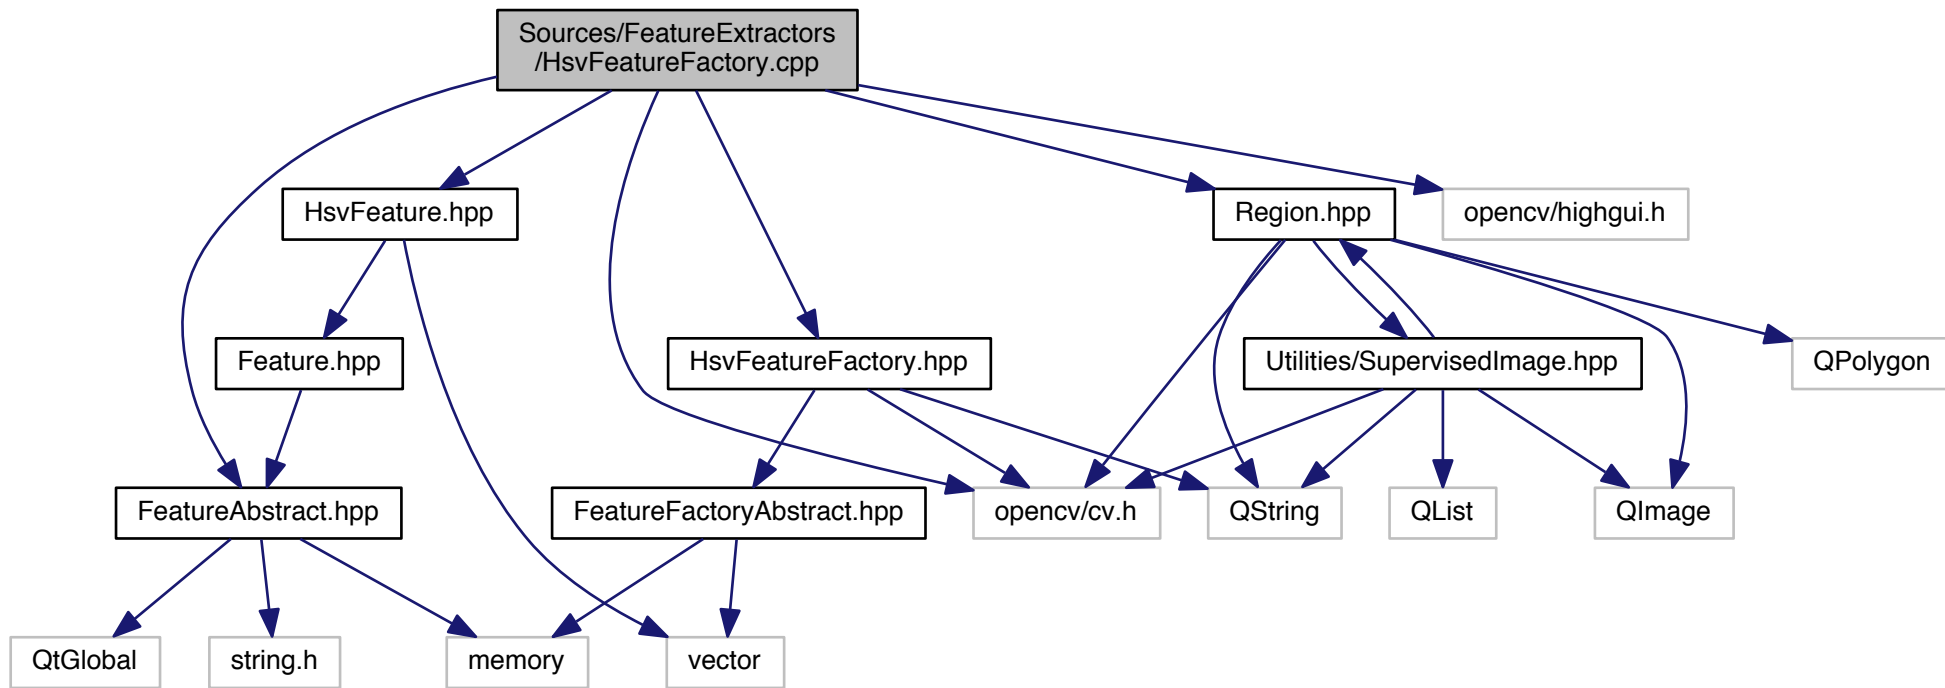 Sources/FeatureExtractors
/HsvFeatureFactory.cpp
HsvFeature.hpp
Region.hpp
opencv/highgui.h
Feature.hpp
HsvFeatureFactory.hpp
Utilities/SupervisedImage.hpp
QPolygon
FeatureAbstract.hpp
FeatureFactoryAbstract.hpp
opencv/cv.h
QString
QList
QImage
QtGlobal
string.h
memory
vector